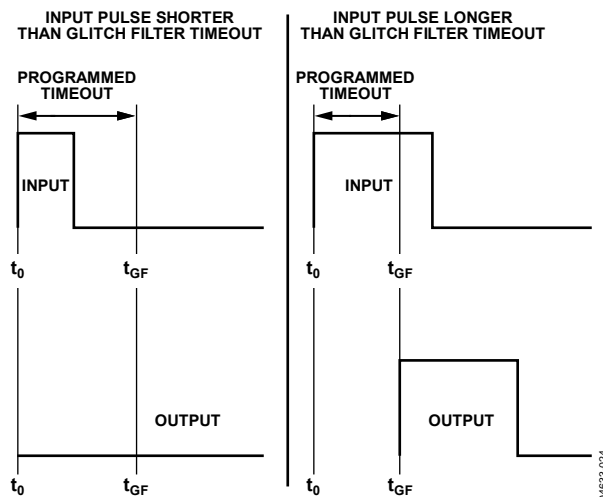 INPUT PULSE SHORTER
THAN GLITCH FILTER TIMEOUT
INPUT PULSE LONGER
THAN GLITCH FILTER TIMEOUT
PROGRAMMED
TIMEOUT
PROGRAMMED
TIMEOUT
INPUT
INPUT
t0
tGF
t0
tGF
OUTPUT
OUTPUT
t0
tGF
t0
tGF